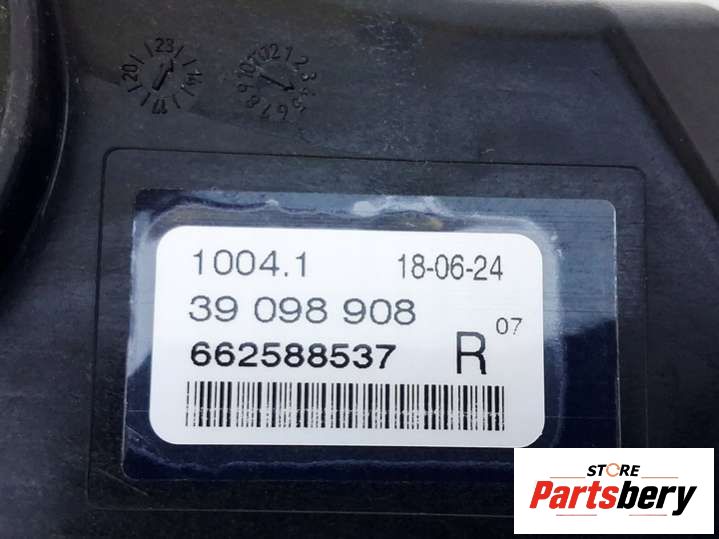 1004.1 18-06-24
39 098 908
07
662588537 R
STORE
Partsbery